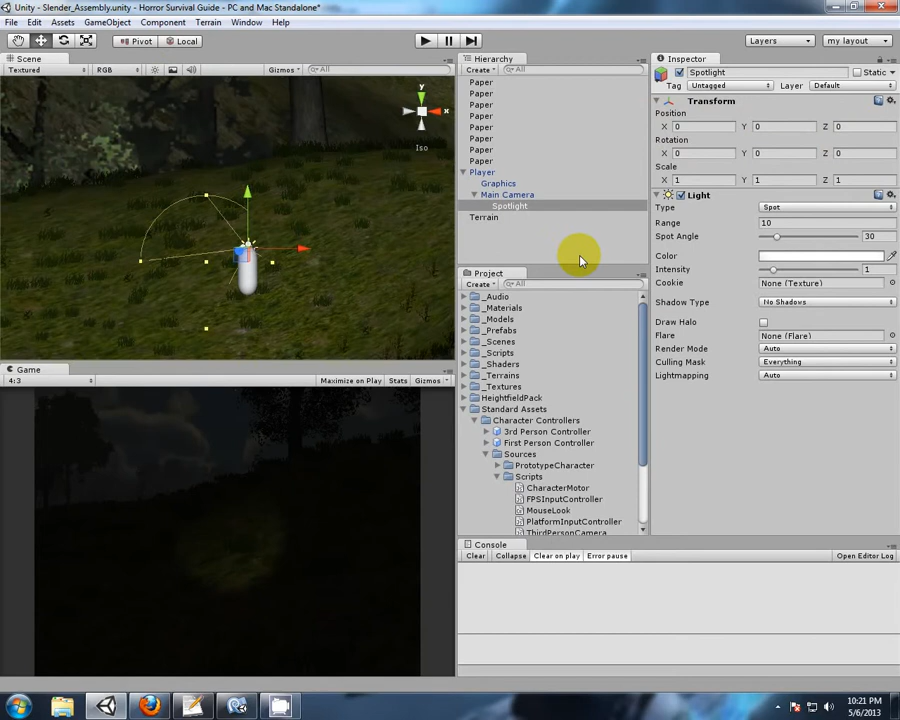 Unity - Slender_Assembly.unity - Horror Survival Guide - PC and Mac Standalone*
File Edit Assets GameObject Component Terrain Window Help
Pivot Local Layers my layout
Scene
Textured RGB Gizmos All
y
x
Iso
Game
4:3 Maximize on Play Stats Gizmos
Hierarchy
Create All
Paper
Paper
Paper
Paper
Paper
Paper
Paper
Paper
Player
Graphics
Main Camera
Spotlight
Terrain
Project
Create All
_Audio
_Materials
_Models
_Prefabs
_Scenes
_Scripts
_Shaders
_Terrains
_Textures
HeightfieldPack
Standard Assets
Character Controllers
3rd Person Controller
First Person Controller
Sources
PrototypeCharacter
Scripts
CharacterMotor
FPSInputController
MouseLook
PlatformInputController
ThirdPersonCamera
Console
Clear Collapse Clear on play Error pause Open Editor Log
Inspector
Spotlight Static
Tag Untagged Layer Default
Transform
Position
X 0 Y 0 Z 0
Rotation
X 0 Y 0 Z 0
Scale
X 1 Y 1 Z 1
Light
Type Spot
Range 10
Spot Angle 30
Color
Intensity 1
Cookie None (Texture)
Shadow Type No Shadows
Draw Halo
Flare None (Flare)
Render Mode Auto
Culling Mask Everything
Lightmapping Auto
10:21 PM
5/6/2013